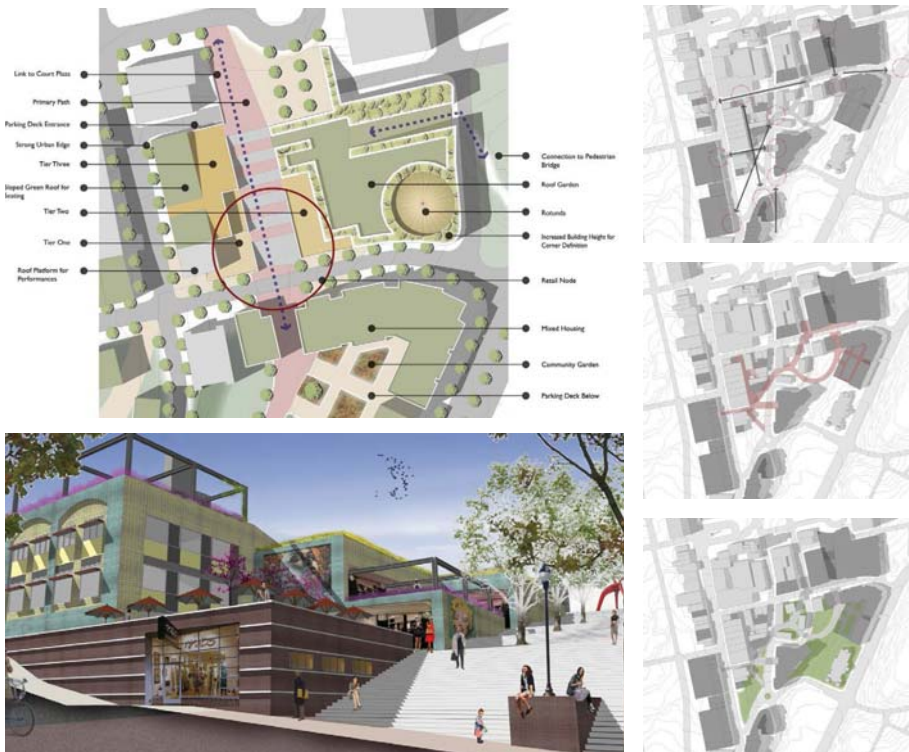 Link to Court Plaza
Primary Path
Parking Deck Entrance
Strong Urban Edge
Tier Three
Sloped Green Roof for
Seating
Tier Two
Tier One
Roof Platform for
Performances
Connection to Pedestrian
Bridge
Roof Garden
Rotunda
Increased Building Height for
Corner Definition
Retail Node
Mixed Housing
Community Garden
Parking Deck Below